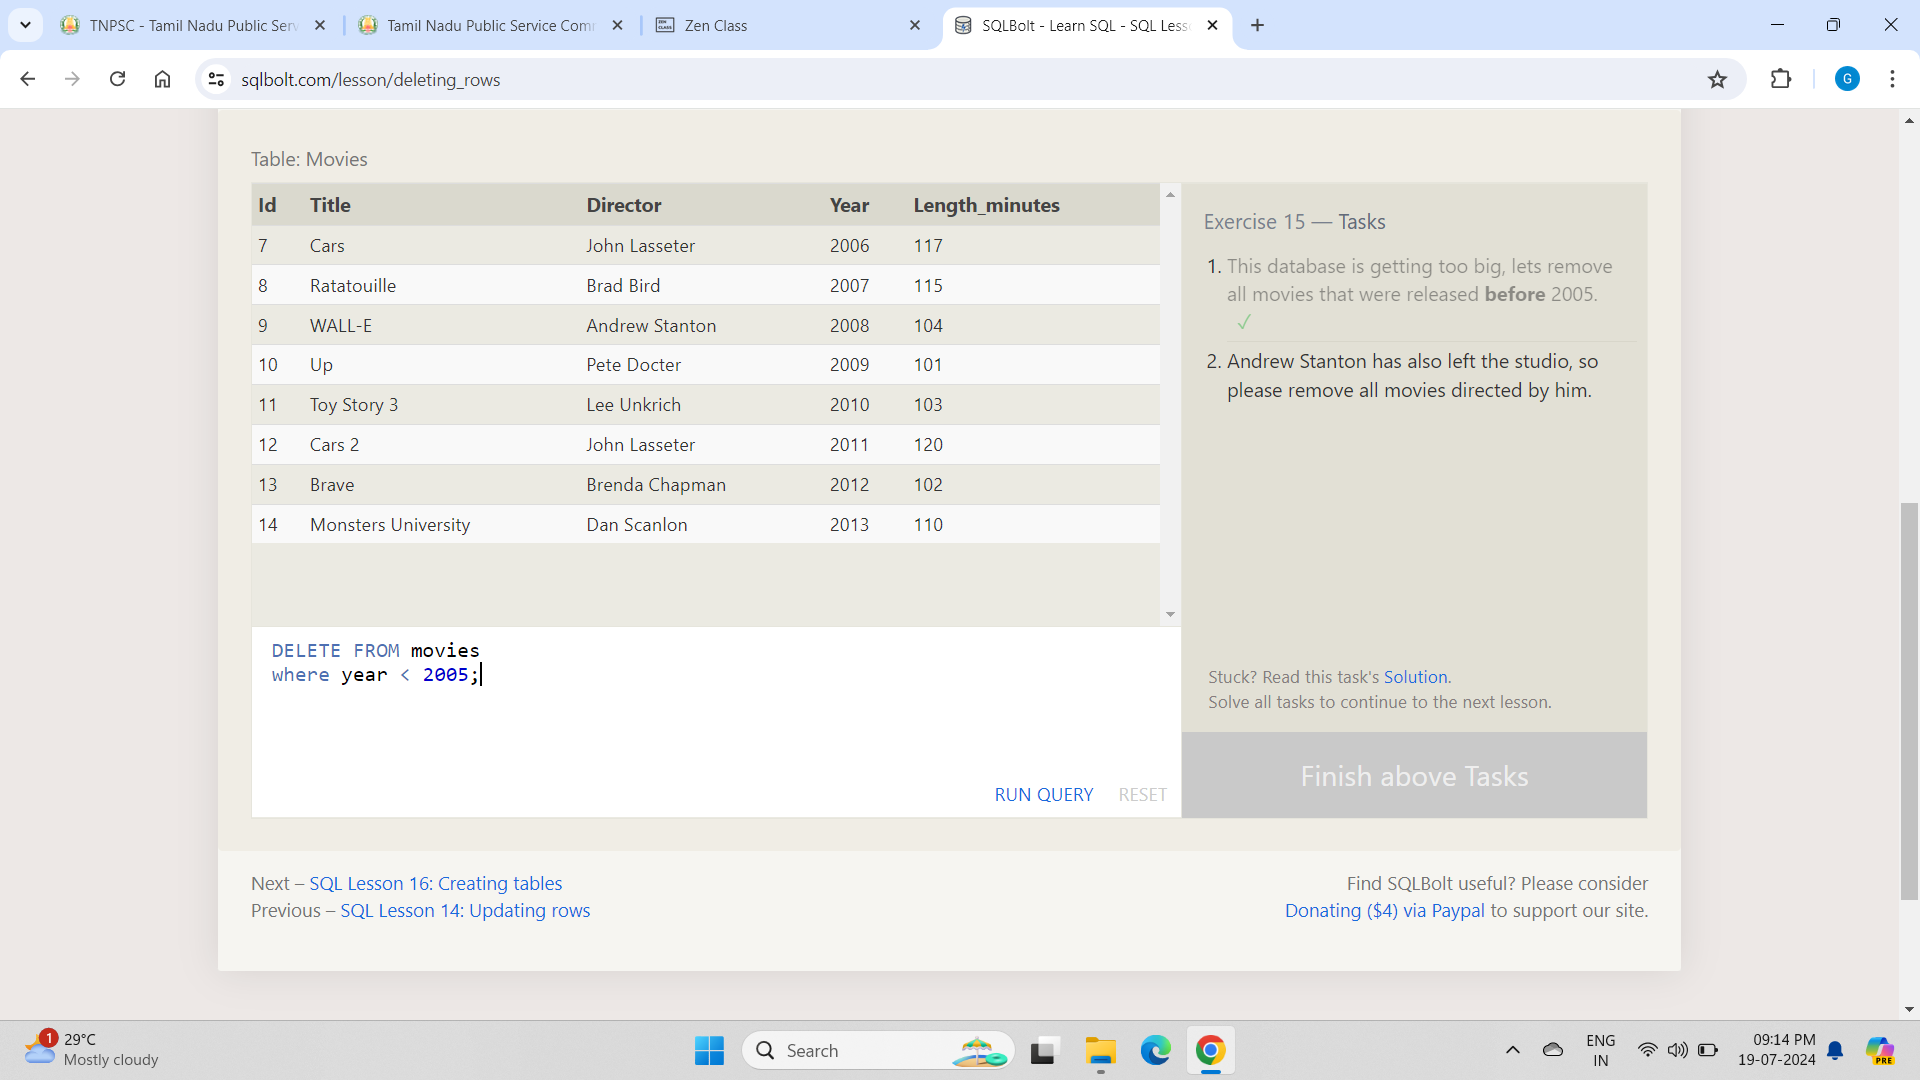 TNPSC - Tamil Nadu Public Serv
Tamil Nadu Public Service Comm
Zen Class
SQLBolt - Learn SQL - SQL Less
sqlbolt.com/lesson/deleting_rows
G
Table: Movies
Id Title Director Year Length_minutes
7 Cars John Lasseter 2006 117
8 Ratatouille Brad Bird 2007 115
9 WALL-E Andrew Stanton 2008 104
10 Up Pete Docter 2009 101
11 Toy Story 3 Lee Unkrich 2010 103
12 Cars 2 John Lasseter 2011 120
13 Brave Brenda Chapman 2012 102
14 Monsters University Dan Scanlon 2013 110
DELETE FROM movies
where year < 2005;
RUN QUERY RESET
Exercise 15 — Tasks
1. This database is getting too big, lets remove
all movies that were released before 2005.
✓
2. Andrew Stanton has also left the studio, so
please remove all movies directed by him.
Stuck? Read this task's Solution.
Solve all tasks to continue to the next lesson.
Finish above Tasks
Next – SQL Lesson 16: Creating tables
Previous – SQL Lesson 14: Updating rows
Find SQLBolt useful? Please consider
Donating ($4) via Paypal to support our site.
1
29°C
Mostly cloudy
Search
ENG
IN
09:14 PM
19-07-2024
PRE